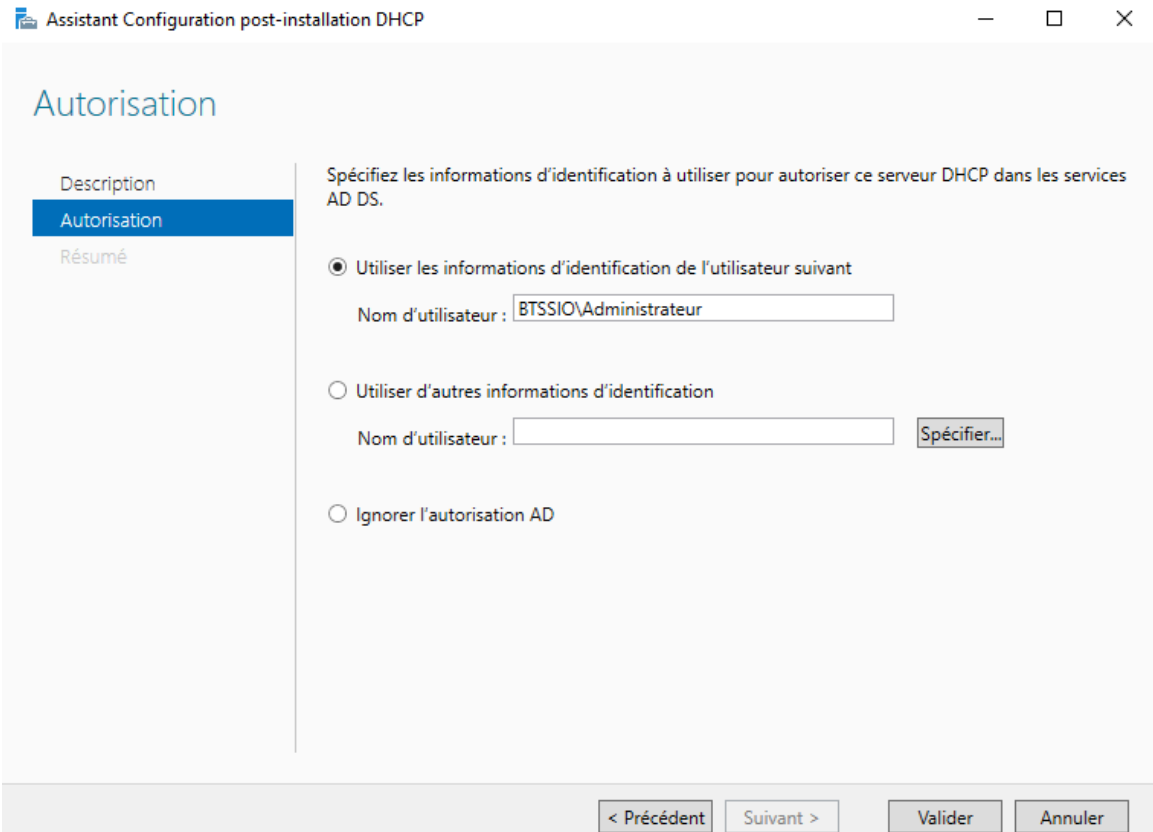 Assistant Configuration post-installation DHCP
Autorisation
Description
Autorisation
Résumé
Spécifiez les informations d’identification à utiliser pour autoriser ce serveur DHCP dans les services
AD DS.
Utiliser les informations d’identification de l’utilisateur suivant
Nom d’utilisateur : BTSSIO\Administrateur
Utiliser d'autres informations d’identification
Nom d’utilisateur : Spécifier...
Ignorer l’autorisation AD
< Précédent Suivant > Valider Annuler